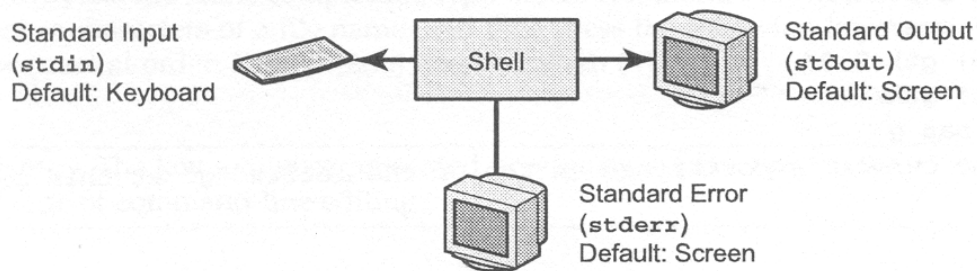 Standard Input
(stdin)
Default: Keyboard
Shell
Standard Output
(stdout)
Default: Screen
Standard Error
(stderr)
Default: Screen